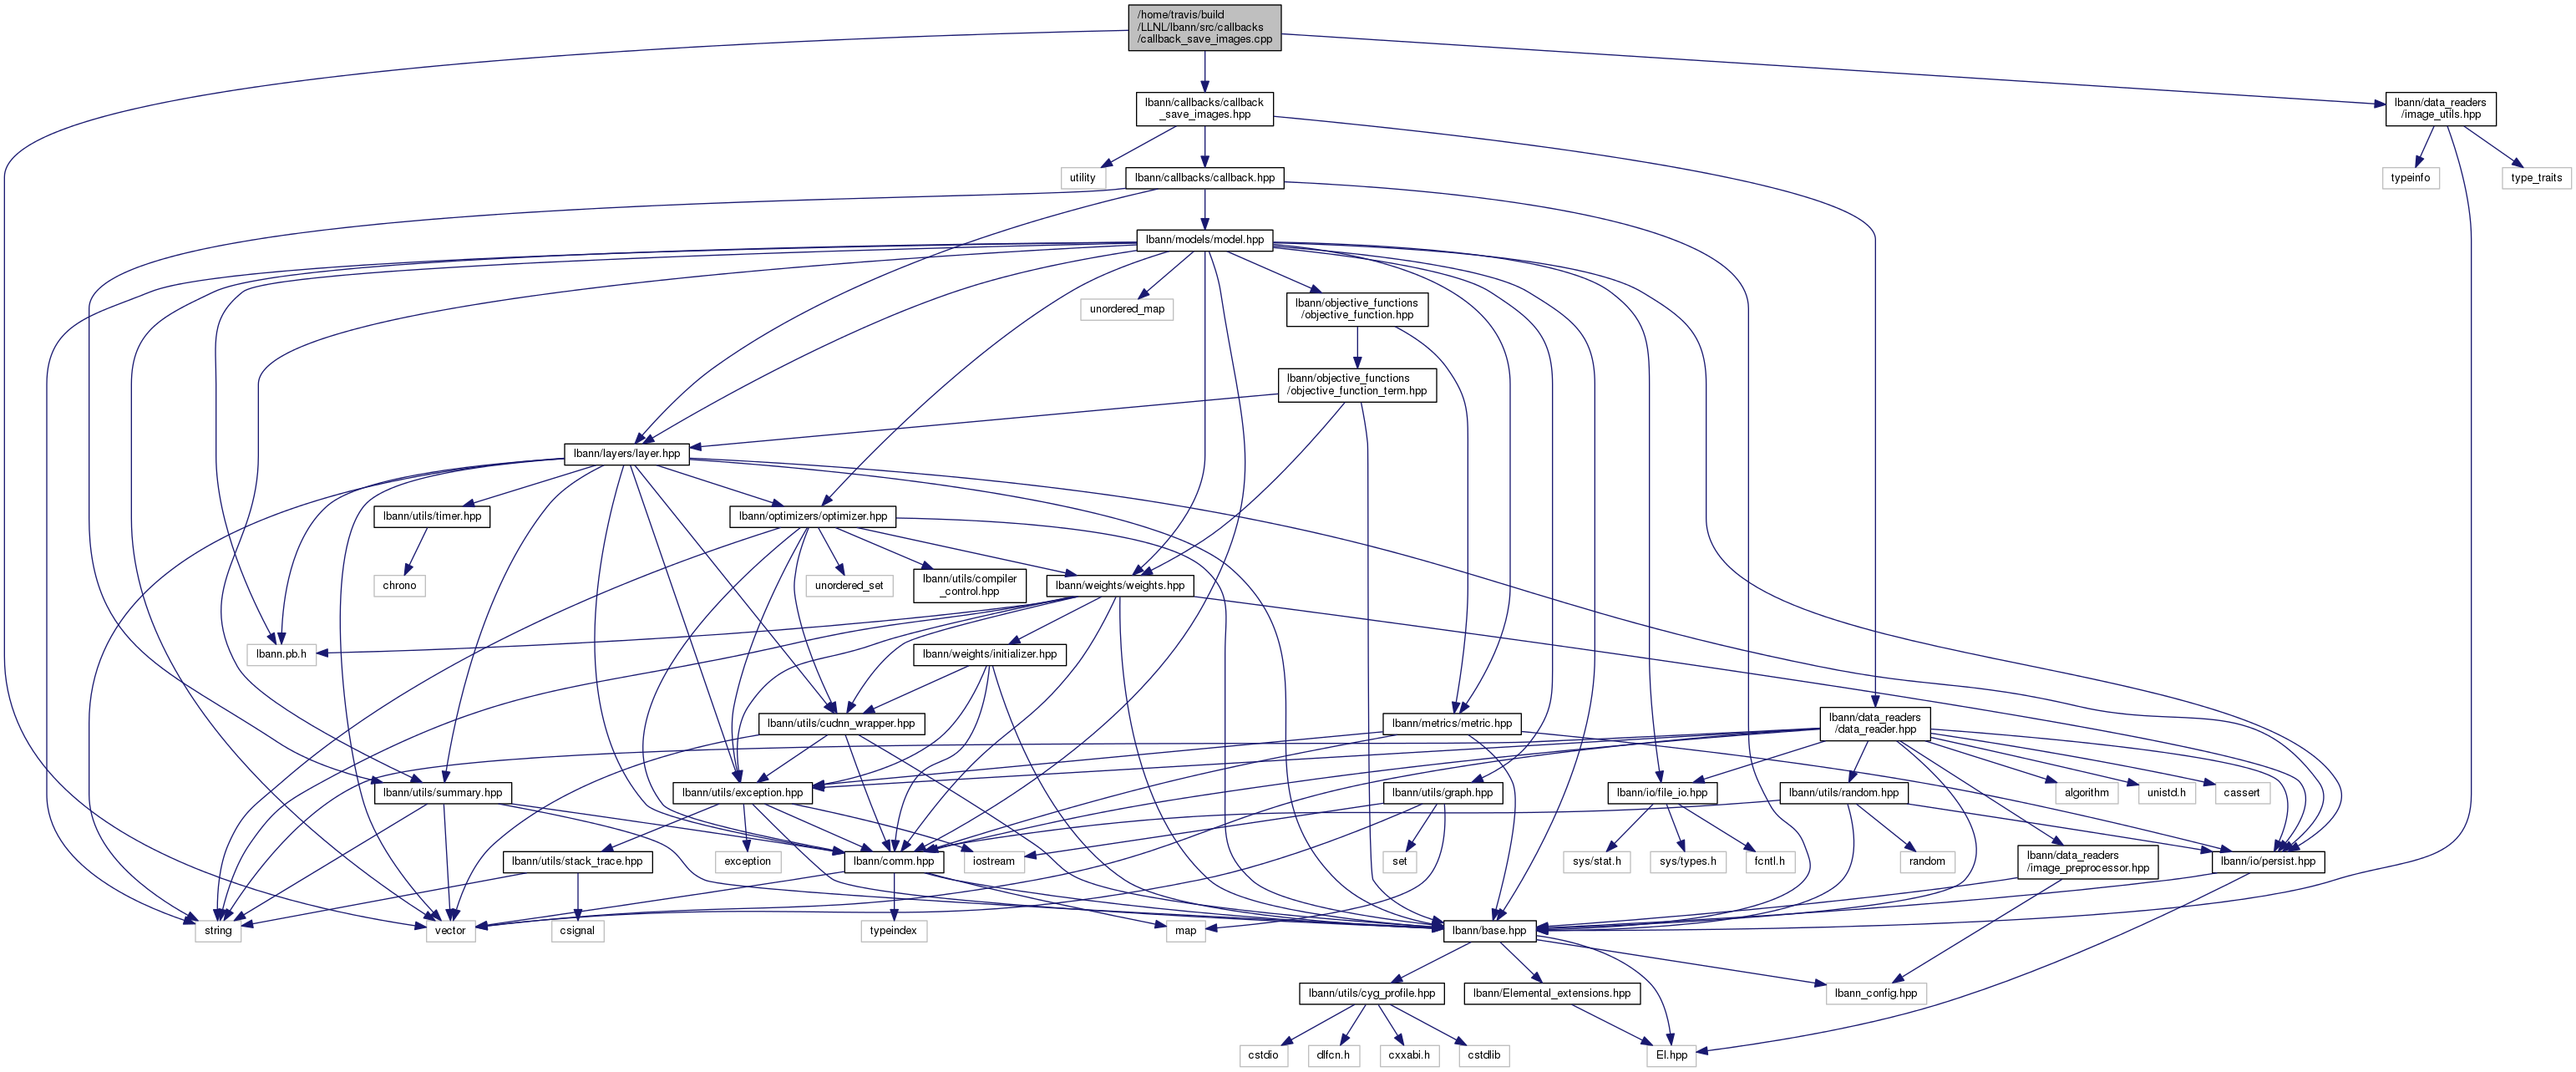 /home/travis/build
/LLNL/lbann/src/callbacks
/callback_save_images.cpp
lbann/callbacks/callback
_save_images.hpp
lbann/data_readers
/image_utils.hpp
utility
lbann/callbacks/callback.hpp
typeinfo
type_traits
lbann/models/model.hpp
unordered_map
lbann/objective_functions
/objective_function.hpp
lbann/objective_functions
/objective_function_term.hpp
lbann/layers/layer.hpp
lbann/utils/timer.hpp
lbann/optimizers/optimizer.hpp
chrono
unordered_set
lbann/utils/compiler
_control.hpp
lbann/weights/weights.hpp
lbann.pb.h
lbann/weights/initializer.hpp
lbann/utils/cudnn_wrapper.hpp
lbann/metrics/metric.hpp
lbann/data_readers
/data_reader.hpp
lbann/utils/summary.hpp
lbann/utils/exception.hpp
lbann/utils/graph.hpp
lbann/io/file_io.hpp
lbann/utils/random.hpp
algorithm
unistd.h
cassert
lbann/utils/stack_trace.hpp
exception
lbann/comm.hpp
iostream
set
sys/stat.h
sys/types.h
fcntl.h
random
lbann/data_readers
/image_preprocessor.hpp
lbann/io/persist.hpp
string
vector
csignal
typeindex
map
lbann/base.hpp
lbann/utils/cyg_profile.hpp
lbann/Elemental_extensions.hpp
lbann_config.hpp
cstdio
dlfcn.h
cxxabi.h
cstdlib
El.hpp